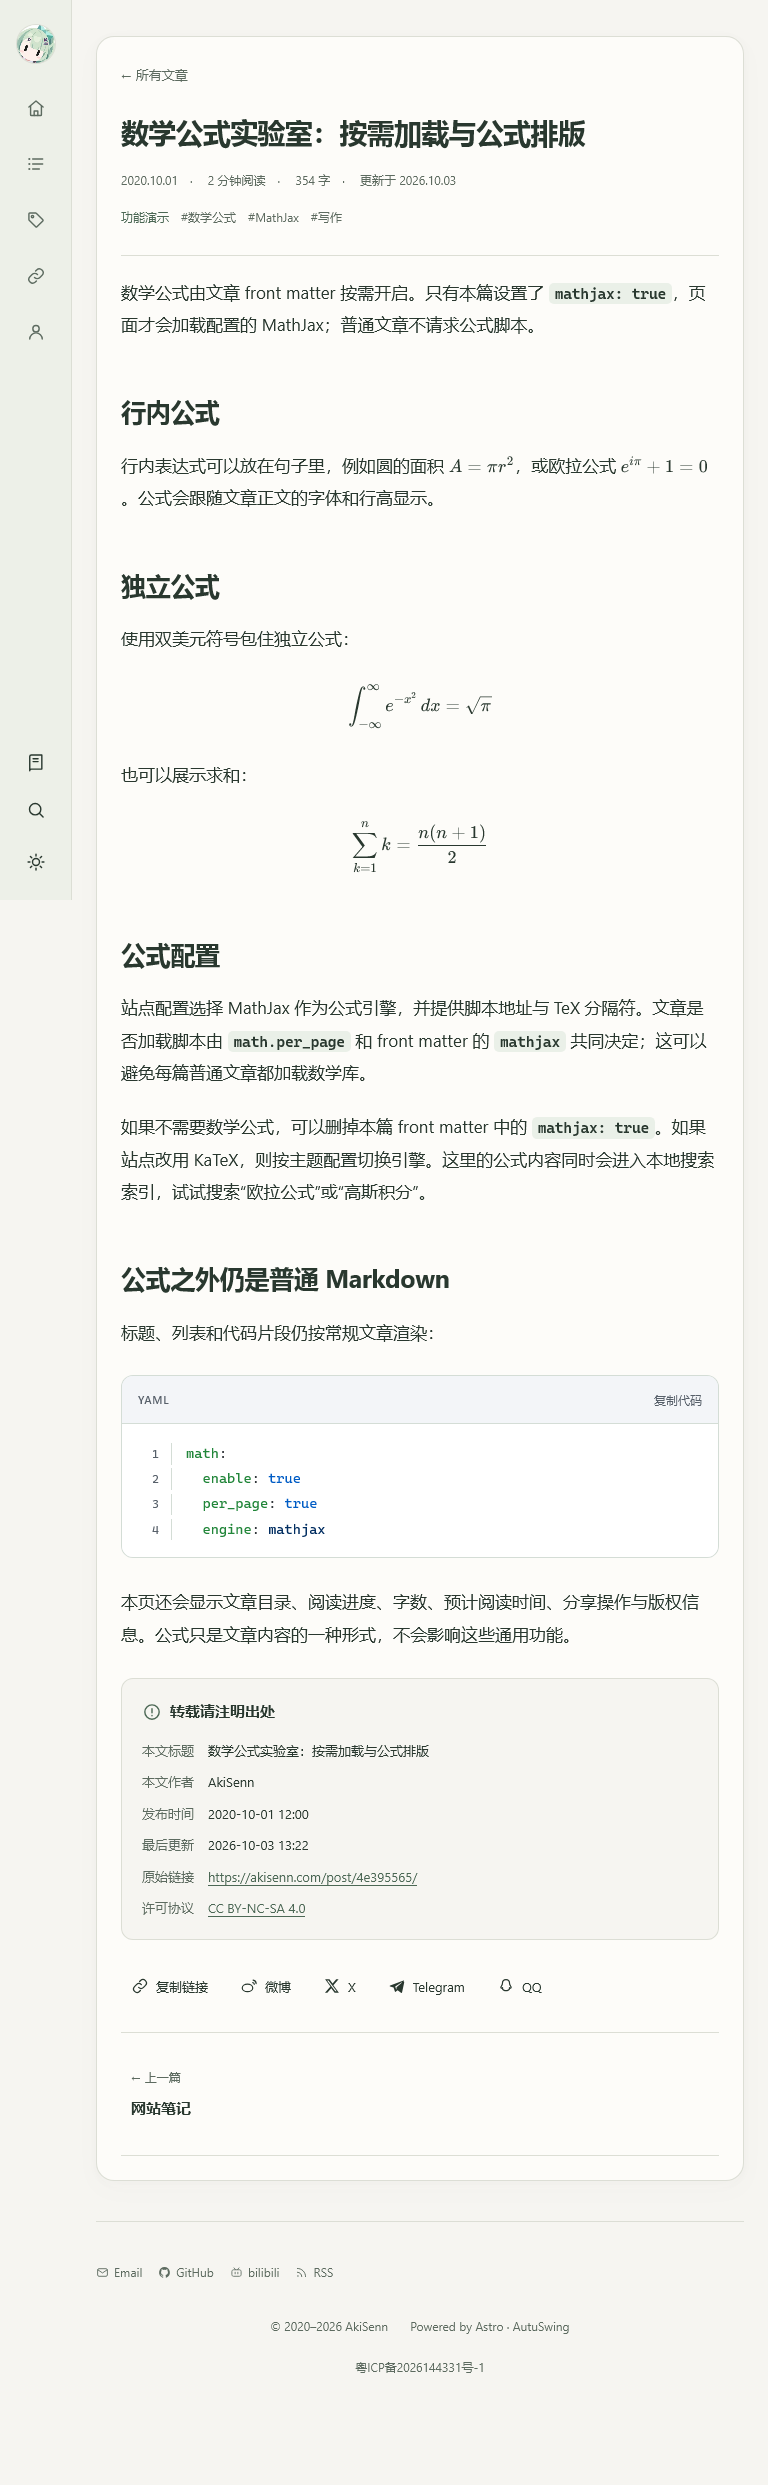 ← 所有文章
数学公式实验室：按需加载与公式排版
2020.10.01 · 2 分钟阅读 · 354 字 · 更新于 2026.10.03
功能演示 #数学公式 #MathJax #写作
数学公式由文章 front matter 按需开启。只有本篇设置了 mathjax: true，页
面才会加载配置的 MathJax；普通文章不请求公式脚本。
行内公式
行内表达式可以放在句子里，例如圆的面积 A = πr²，或欧拉公式 e^{iπ} + 1 = 0
。公式会跟随文章正文的字体和行高显示。
独立公式
使用双美元符号包住独立公式：
∫_{−∞}^{∞} e^{−x²} dx = √π
也可以展示求和：
∑_{k=1}^{n} k = n(n + 1)/2
公式配置
站点配置选择 MathJax 作为公式引擎，并提供脚本地址与 TeX 分隔符。文章是
否加载脚本由 math.per_page 和 front matter 的 mathjax 共同决定；这可以
避免每篇普通文章都加载数学库。
如果不需要数学公式，可以删掉本篇 front matter 中的 mathjax: true。如果
站点改用 KaTeX，则按主题配置切换引擎。这里的公式内容同时会进入本地搜索
索引，试试搜索“欧拉公式”或“高斯积分”。
公式之外仍是普通 Markdown
标题、列表和代码片段仍按常规文章渲染：
YAML 复制代码
1 math:
2   enable: true
3   per_page: true
4   engine: mathjax
本页还会显示文章目录、阅读进度、字数、预计阅读时间、分享操作与版权信
息。公式只是文章内容的一种形式，不会影响这些通用功能。
转载请注明出处
本文标题 数学公式实验室：按需加载与公式排版
本文作者 AkiSenn
发布时间 2020-10-01 12:00
最后更新 2026-10-03 13:22
原始链接 https://akisenn.com/post/4e395565/
许可协议 CC BY-NC-SA 4.0
复制链接 微博 X Telegram QQ
← 上一篇
网站笔记
Email GitHub bilibili RSS
© 2020–2026 AkiSenn Powered by Astro · AutuSwing
粤ICP备2026144331号-1